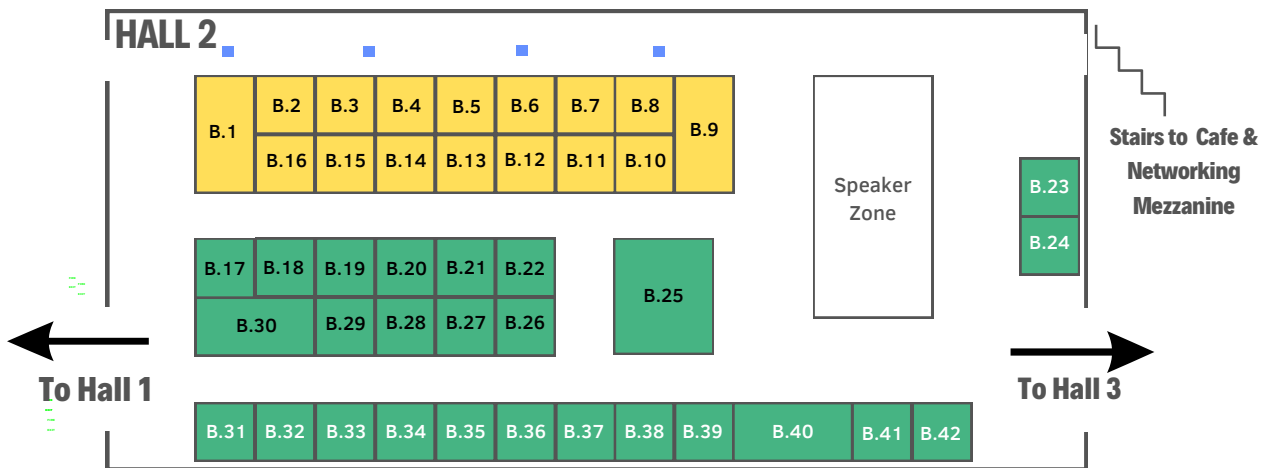 HALL 2
B.1
B.2
B.3
B.4
B.5
B.6
B.7
B.8
B.9
B.16
B.15
B.14
B.13
B.12
B.11
B.10
Speaker
Zone
Stairs to Cafe &
Networking
Mezzanine
B.23
B.24
B.17
B.18
B.19
B.20
B.21
B.22
B.25
B.30
B.29
B.28
B.27
B.26
To Hall 1
To Hall 3
B.31
B.32
B.33
B.34
B.35
B.36
B.37
B.38
B.39
B.40
B.41
B.42